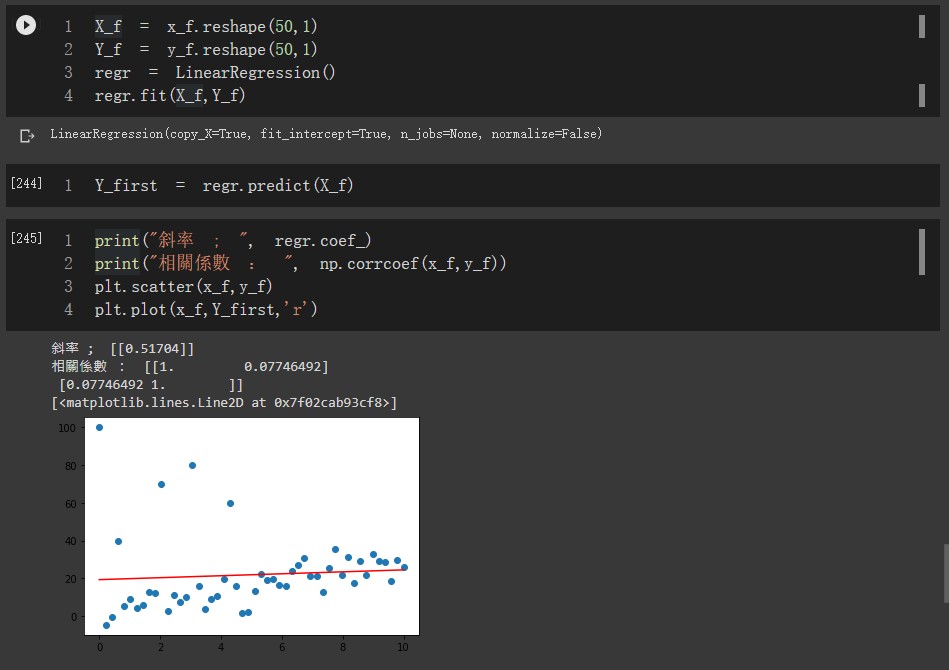 1 X_f = x_f.reshape(50,1)
2 Y_f = y_f.reshape(50,1)
3 regr = LinearRegression()
4 regr.fit(X_f,Y_f)
LinearRegression(copy_X=True, fit_intercept=True, n_jobs=None, normalize=False)
[244] 1 Y_first = regr.predict(X_f)
[245] 1 print("斜率 ; ", regr.coef_)
2 print("相關係數 : ", np.corrcoef(x_f,y_f))
3 plt.scatter(x_f,y_f)
4 plt.plot(x_f,Y_first,'r')
斜率 ; [[0.51704]]
相關係數 : [[1. 0.07746492]
[0.07746492 1. ]]
[<matplotlib.lines.Line2D at 0x7f02cab93cf8>]
100
80
60
40
20
0
0 2 4 6 8 10